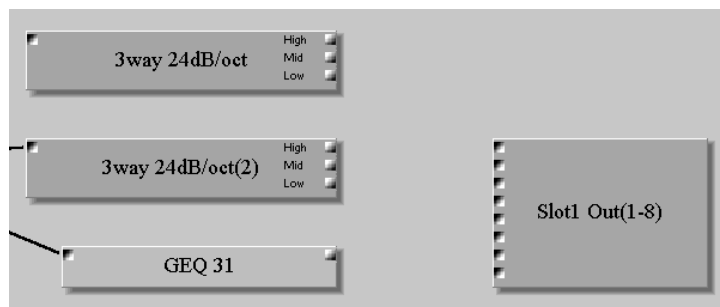 High
3way 24dB/oct Mid
Low
High
3way 24dB/oct(2) Mid
Low
Slot1 Out(1-8)
GEQ 31